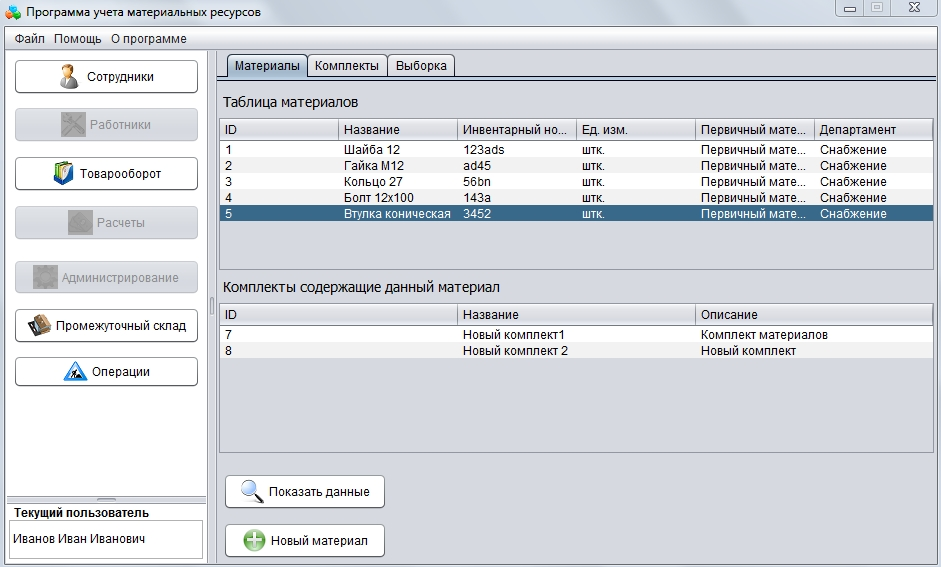 Программа учета материальных ресурсов
Файл Помощь О программе
Сотрудники
Работники
Товарооборот
Расчеты
Администрирование
Промежуточный склад
Операции
Текущий пользователь
Иванов Иван Иванович
Материалы Комплекты Выборка
Таблица материалов
ID Название Инвентарный но... Ед. изм. Первичный мате... Департамент
1 Шайба 12 123ads штк. Первичный мате... Снабжение
2 Гайка М12 ad45 штк. Первичный мате... Снабжение
3 Кольцо 27 56bn штк. Первичный мате... Снабжение
4 Болт 12x100 143a штк. Первичный мате... Снабжение
5 Втулка коническая 3452 штк. Первичный мате... Снабжение
Комплекты содержащие данный материал
ID Название Описание
7 Новый комплект1 Комплект материалов
8 Новый комплект 2 Новый комплект
Показать данные
Новый материал